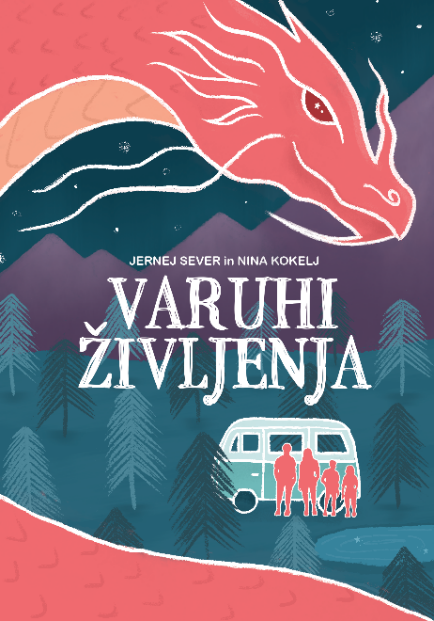 JERNEJ SEVER in NINA KOKELJ
VARUHI
ŽIVLJENJA